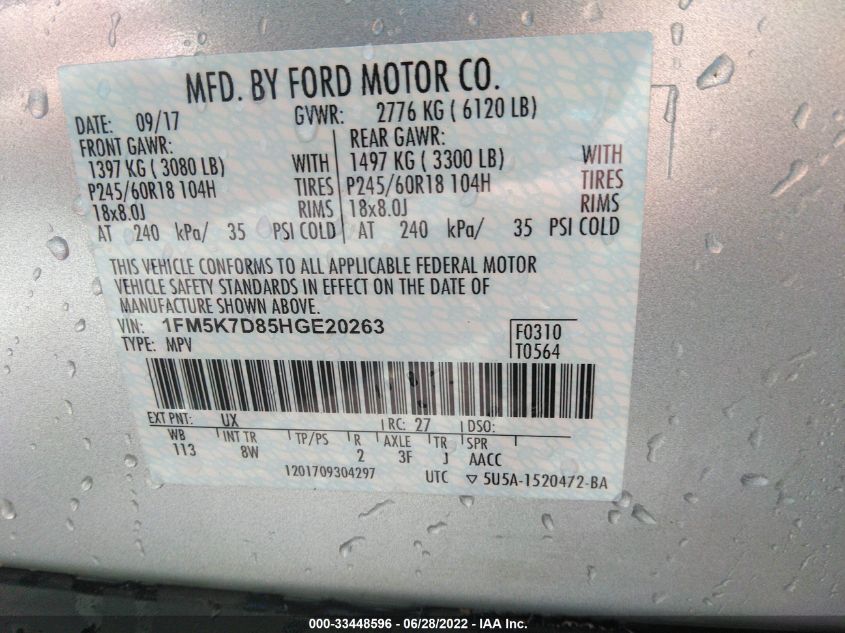 MFD. BY FORD MOTOR CO.
DATE: 09/17 GVWR: 2776 KG ( 6120 LB)
FRONT GAWR: REAR GAWR:
1397 KG ( 3080 LB) WITH 1497 KG ( 3300 LB) WITH
P245/60R18 104H TIRES P245/60R18 104H TIRES
18x8.0J RIMS 18x8.0J RIMS
AT 240 kPa/ 35 PSI COLD AT 240 kPa/ 35 PSI COLD
THIS VEHICLE CONFORMS TO ALL APPLICABLE FEDERAL MOTOR
VEHICLE SAFETY STANDARDS IN EFFECT ON THE DATE OF
MANUFACTURE SHOWN ABOVE.
VIN: 1FM5K7D85HGE20263 F0310
TYPE: MPV T0564
EXT PNT: UX RC: 27 DSO:
WB INT TR TP/PS R AXLE TR SPR
113 8W 2 3F J AACC
1201709304297 UTC ▽ 5U5A-1520472-BA
000-33448596 - 06/28/2022 - IAA Inc.